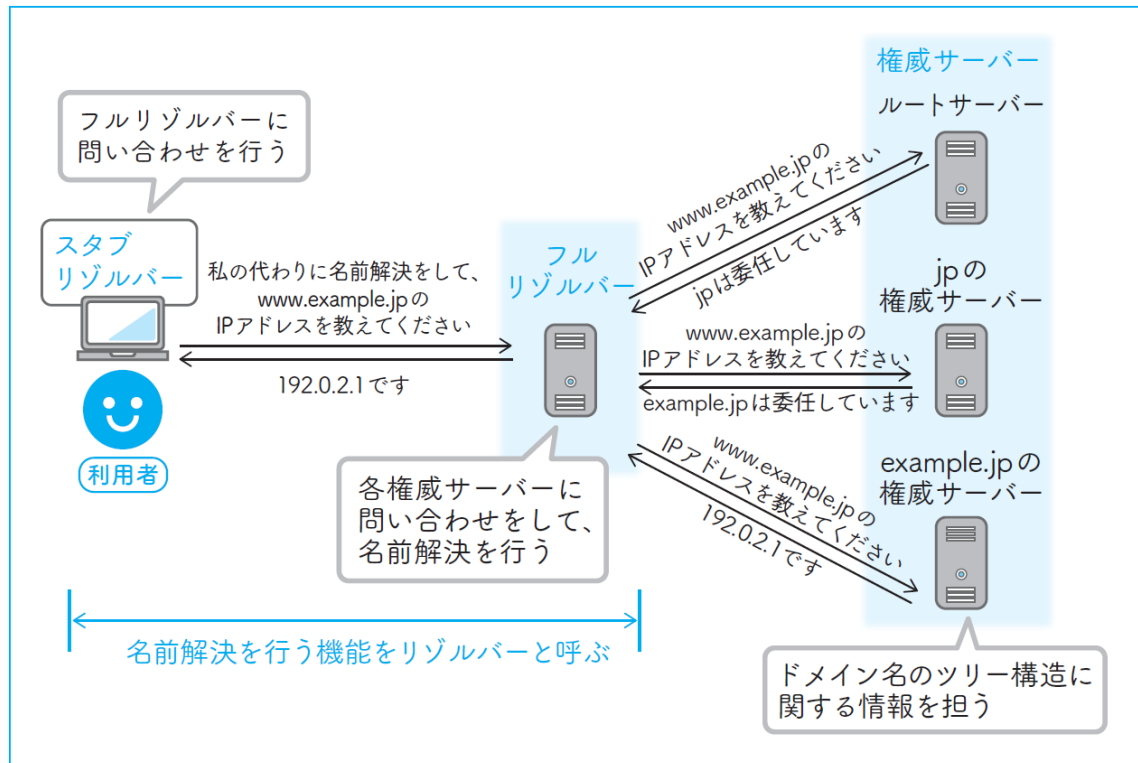 フルリゾルバーに
問い合わせを行う
スタブ
リゾルバー
利用者
私の代わりに名前解決をして、
www.example.jpの
IPアドレスを教えてください
192.0.2.1です
フル
リゾルバー
各権威サーバーに
問い合わせをして、
名前解決を行う
www.example.jpの
IPアドレスを教えてください
jpは委任しています
www.example.jpの
IPアドレスを教えてください
example.jpは委任しています
www.example.jpの
IPアドレスを教えてください
192.0.2.1です
権威サーバー
ルートサーバー
jpの
権威サーバー
example.jpの
権威サーバー
ドメイン名のツリー構造に
関する情報を担う
名前解決を行う機能をリゾルバーと呼ぶ